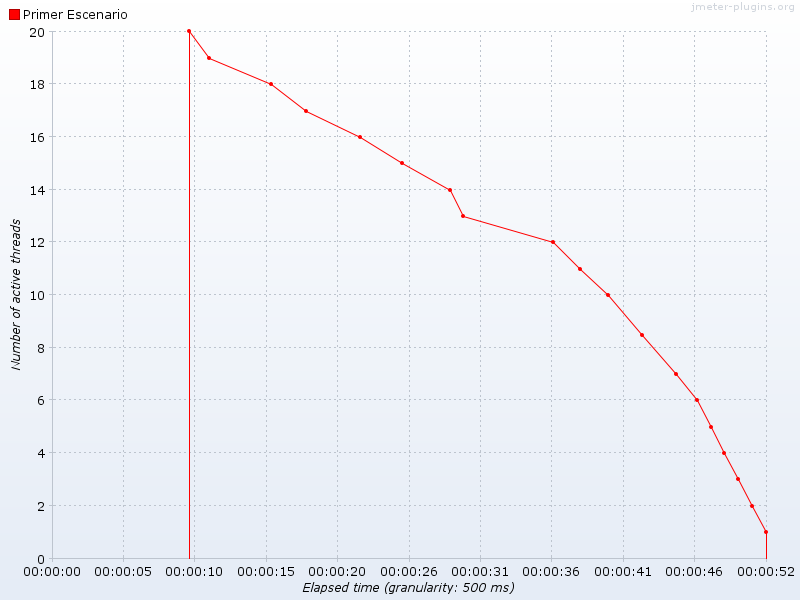 jmeter-plugins.org
Primer Escenario
20
18
16
14
12
10
8
6
4
2
0
Number of active threads
00:00:00 00:00:05 00:00:10 00:00:15 00:00:20 00:00:26 00:00:31 00:00:36 00:00:41 00:00:46 00:00:52
Elapsed time (granularity: 500 ms)